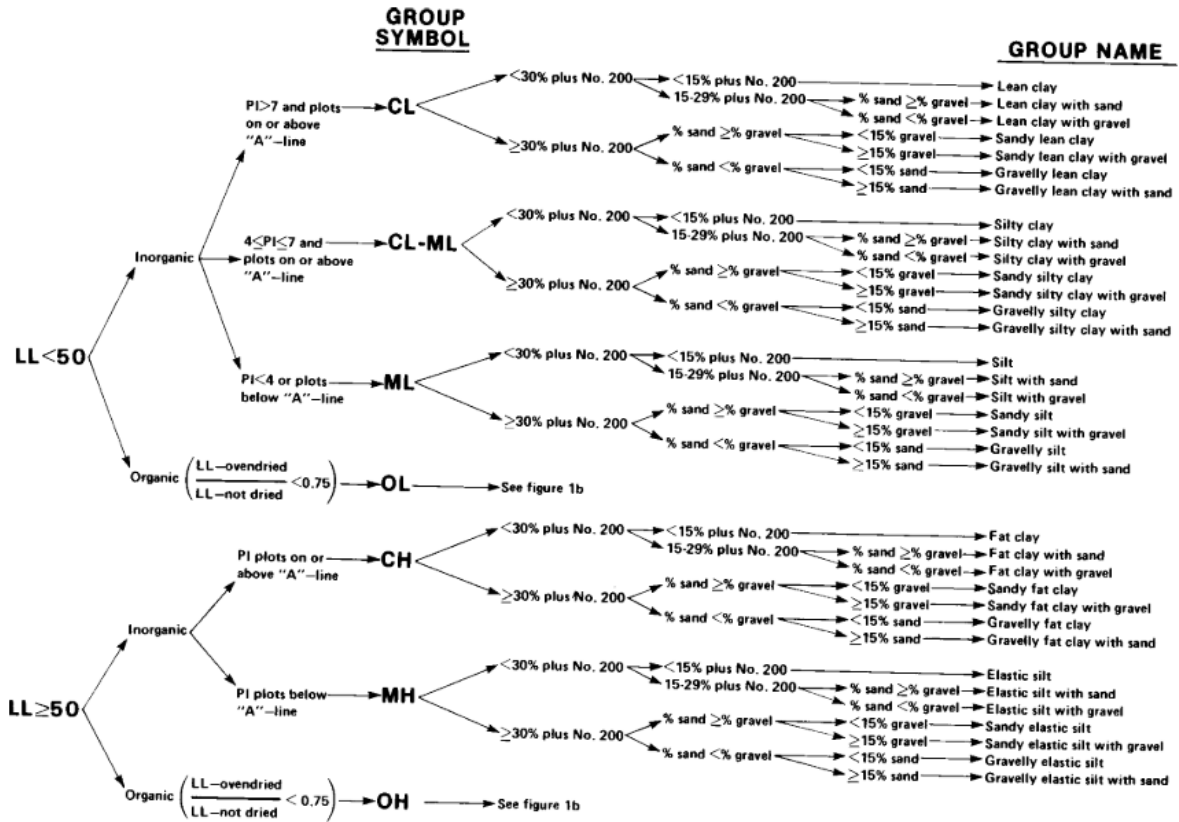 GROUP
SYMBOL
GROUP NAME
<30% plus No. 200
<15% plus No. 200
Lean clay
PI>7 and plots
on or above
"A"—line
CL
15-29% plus No. 200
% sand ≥% gravel
Lean clay with sand
% sand <% gravel
Lean clay with gravel
≥30% plus No. 200
% sand ≥% gravel
<15% gravel
Sandy lean clay
≥15% gravel
Sandy lean clay with gravel
% sand <% gravel
<15% sand
Gravelly lean clay
≥15% sand
Gravelly lean clay with sand
LL<50
Inorganic
4≤PI≤7 and
plots on or above
"A"—line
CL-ML
<30% plus No. 200
<15% plus No. 200
Silty clay
15-29% plus No. 200
% sand ≥% gravel
Silty clay with sand
% sand <% gravel
Silty clay with gravel
≥30% plus No. 200
% sand ≥% gravel
<15% gravel
Sandy silty clay
≥15% gravel
Sandy silty clay with gravel
% sand <% gravel
<15% sand
Gravelly silty clay
≥15% sand
Gravelly silty clay with sand
PI<4 or plots
below "A"—line
ML
<30% plus No. 200
<15% plus No. 200
Silt
15-29% plus No. 200
% sand ≥% gravel
Silt with sand
% sand <% gravel
Silt with gravel
≥30% plus No. 200
% sand ≥% gravel
<15% gravel
Sandy silt
≥15% gravel
Sandy silt with gravel
% sand <% gravel
<15% sand
Gravelly silt
≥15% sand
Gravelly silt with sand
Organic (LL—ovendried / LL—not dried <0.75)
OL
See figure 1b
LL≥50
Inorganic
PI plots on or
above "A"—line
CH
<30% plus No. 200
<15% plus No. 200
Fat clay
15-29% plus No. 200
% sand ≥% gravel
Fat clay with sand
% sand <% gravel
Fat clay with gravel
≥30% plus No. 200
% sand ≥% gravel
<15% gravel
Sandy fat clay
≥15% gravel
Sandy fat clay with gravel
% sand <% gravel
<15% sand
Gravelly fat clay
≥15% sand
Gravelly fat clay with sand
PI plots below
"A"—line
MH
<30% plus No. 200
<15% plus No. 200
Elastic silt
15-29% plus No. 200
% sand ≥% gravel
Elastic silt with sand
% sand <% gravel
Elastic silt with gravel
≥30% plus No. 200
% sand ≥% gravel
<15% gravel
Sandy elastic silt
≥15% gravel
Sandy elastic silt with gravel
% sand <% gravel
<15% sand
Gravelly elastic silt
≥15% sand
Gravelly elastic silt with sand
Organic (LL—ovendried / LL—not dried < 0.75)
OH
See figure 1b